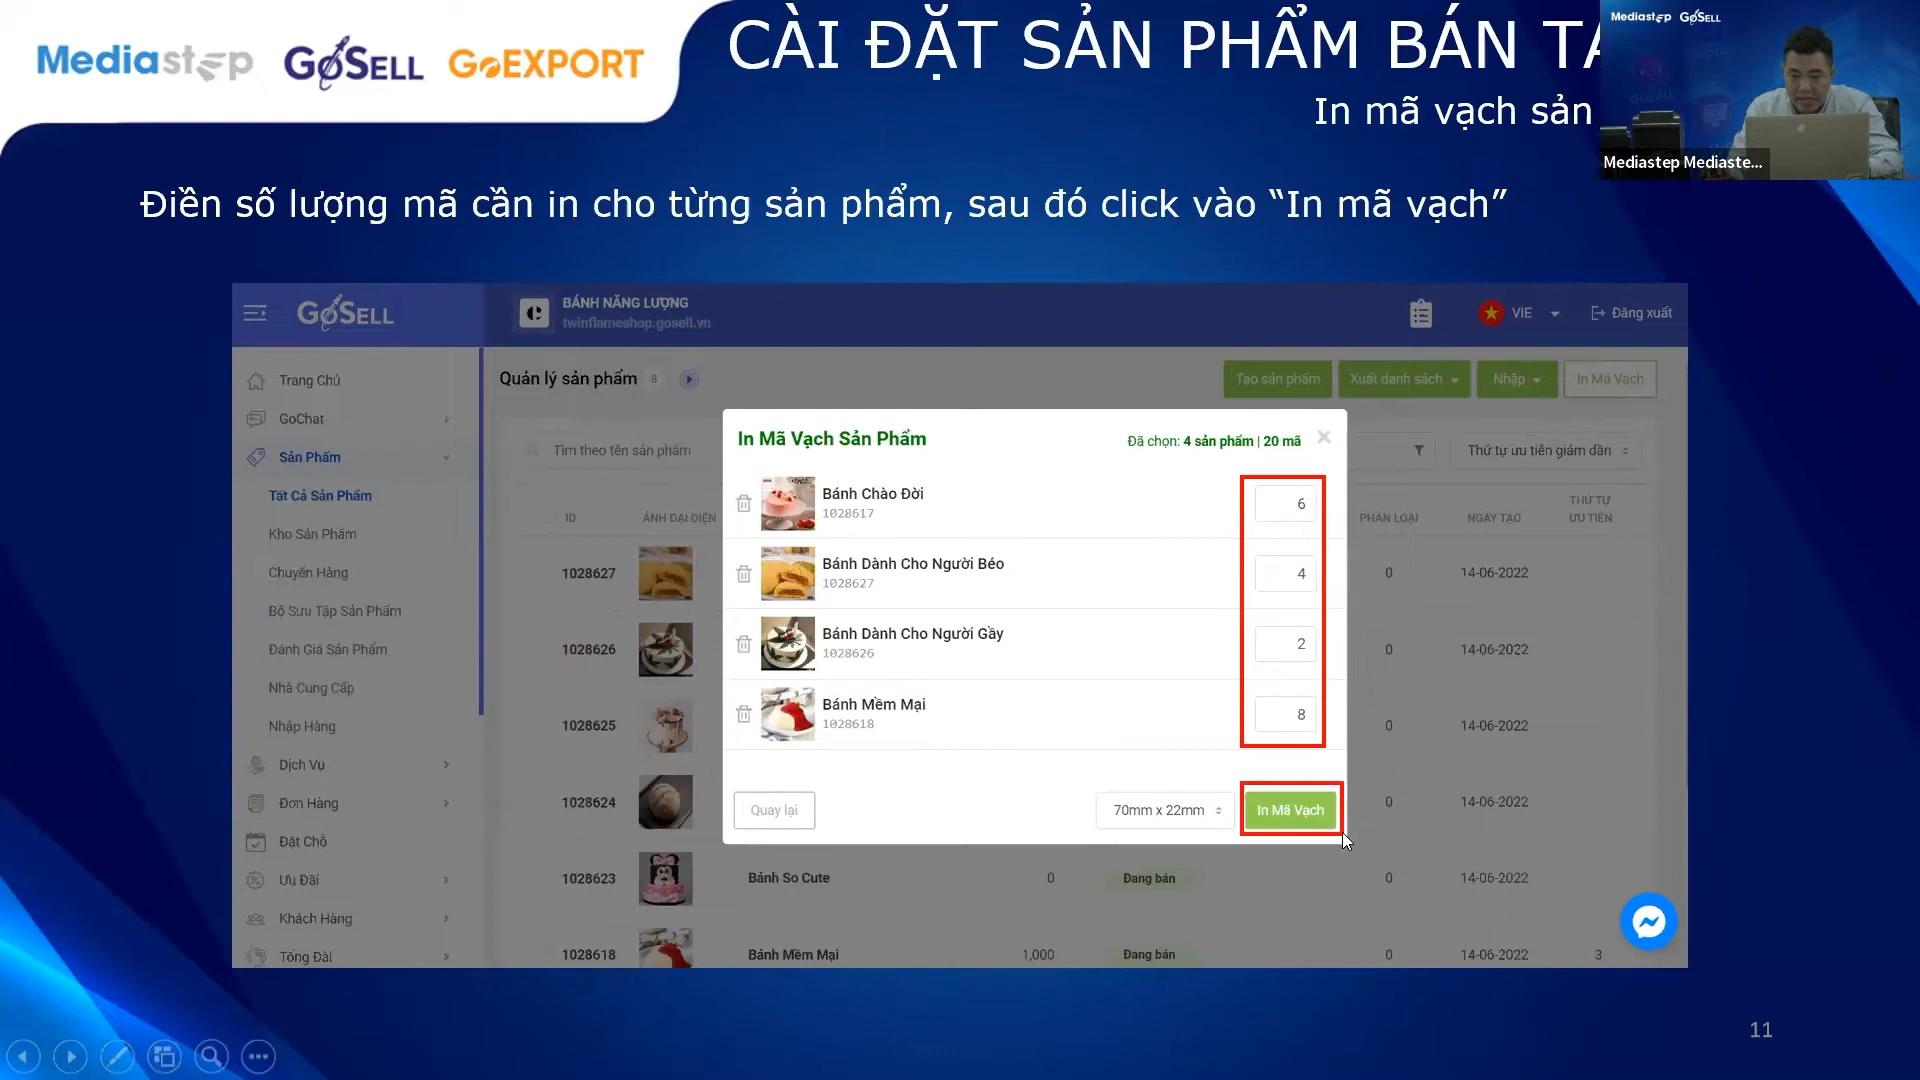 Mediastep GOSELL GoEXPORT
CÀI ĐẶT SẢN PHẨM BÁN TẠ
In mã vạch sản
Mediastep GOSELL
Mediastep Mediaste...
Điền số lượng mã cần in cho từng sản phẩm, sau đó click vào “In mã vạch”
GOSELL
BÁNH NĂNG LƯỢNG
twinflameshop.gosell.vn
VIE
Đăng xuất
Trang Chủ
GoChat
Sản Phẩm
Tất Cả Sản Phẩm
Kho Sản Phẩm
Chuyển Hàng
Bộ Sưu Tập Sản Phẩm
Đánh Giá Sản Phẩm
Nhà Cung Cấp
Nhập Hàng
Dịch Vụ
Đơn Hàng
Đặt Chỗ
Ưu Đãi
Khách Hàng
Tổng Đài
Quản lý sản phẩm 8
Tạo sản phẩm Xuất danh sách Nhập In Mã Vạch
Tìm theo tên sản phẩm
Thứ tự ưu tiên giảm dần
ID ẢNH ĐẠI DIỆN PHÂN LOẠI NGÀY TẠO THỨ TỰ
ƯU TIÊN
In Mã Vạch Sản Phẩm
Đã chọn: 4 sản phẩm | 20 mã
Bánh Chào Đời
1028617
6
Bánh Dành Cho Người Béo
1028627
4
Bánh Dành Cho Người Gầy
1028626
2
Bánh Mềm Mại
1028618
8
Quay lại
70mm x 22mm
In Mã Vạch
1028627 0 14-06-2022
1028626 0 14-06-2022
1028625 0 14-06-2022
1028624 0 14-06-2022
1028623 Bánh So Cute 0 Đang bán 0 14-06-2022
1028618 Bánh Mềm Mại 1,000 Đang bán 0 14-06-2022 3
11